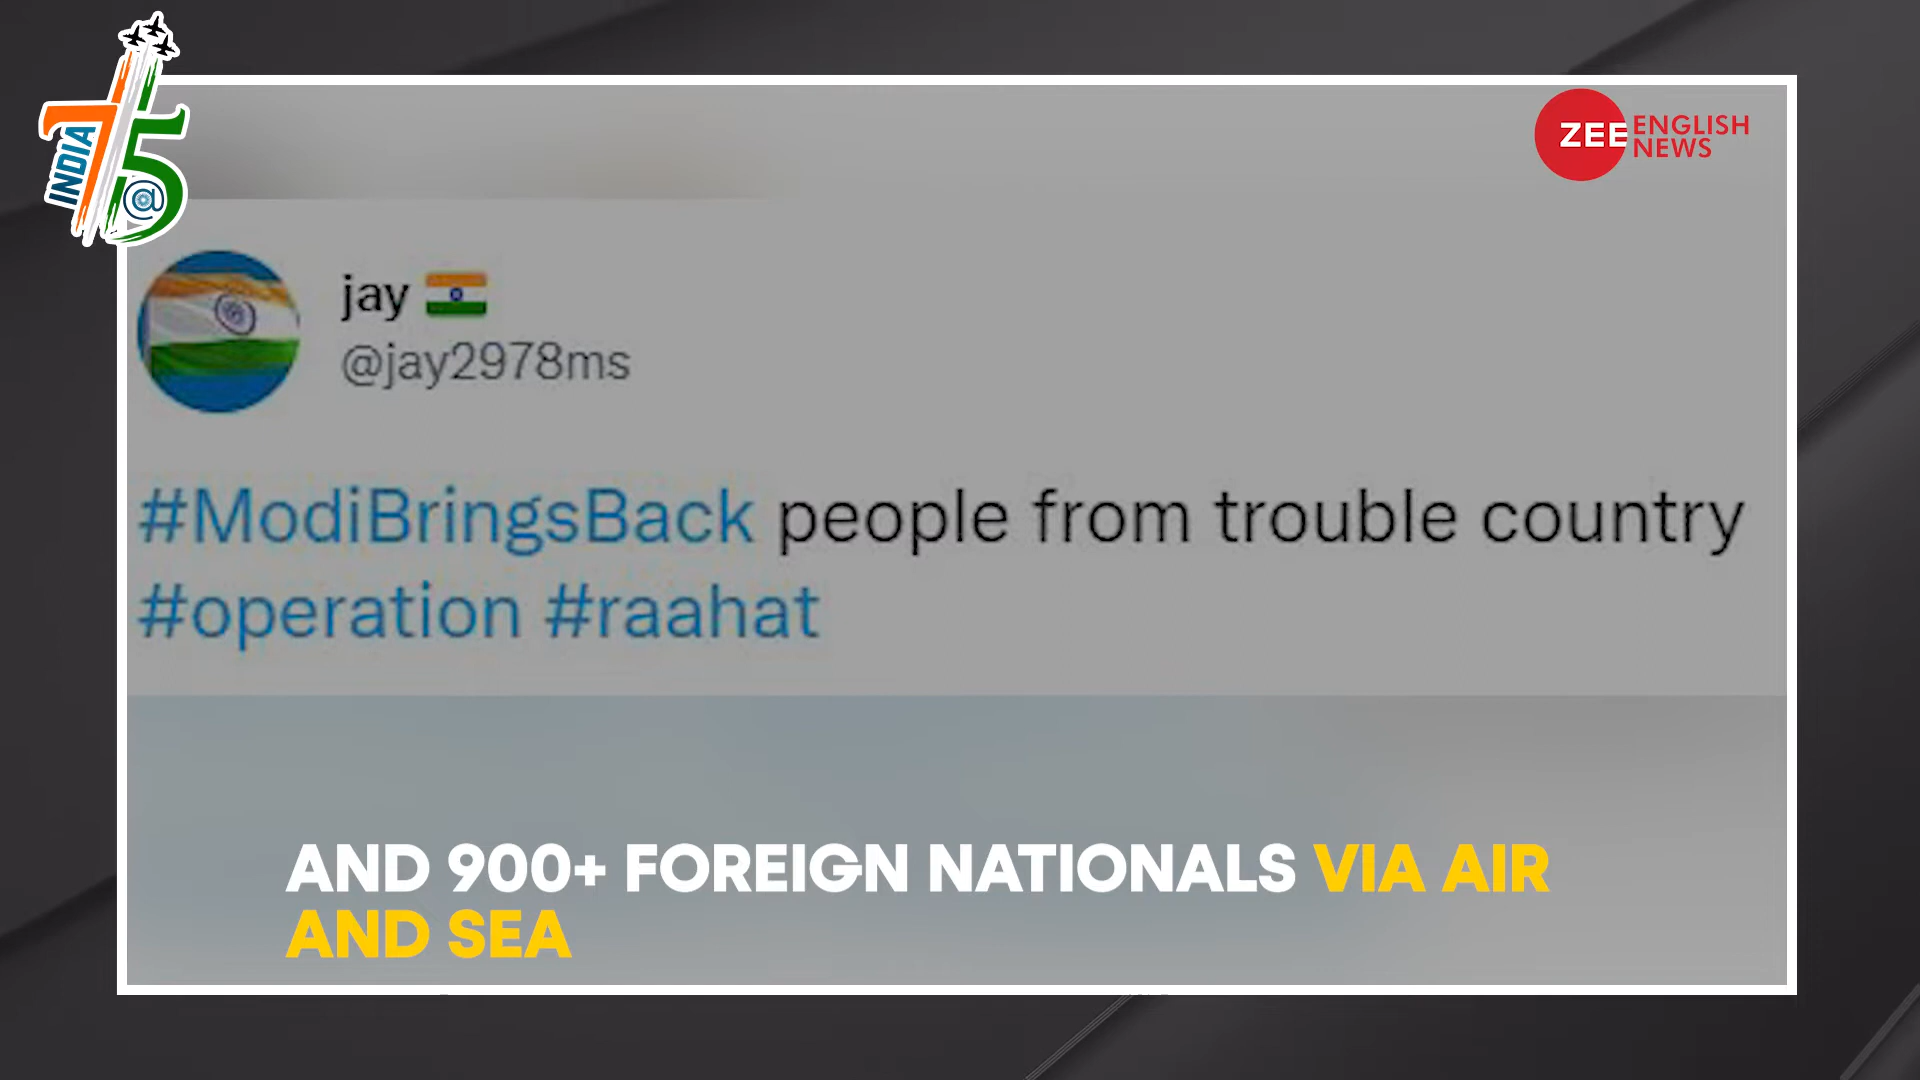 INDIA
75
@
ZEE ENGLISH
NEWS
jay
@jay2978ms
#ModiBringsBack people from trouble country
#operation #raahat
AND 900+ FOREIGN NATIONALS VIA AIR
AND SEA